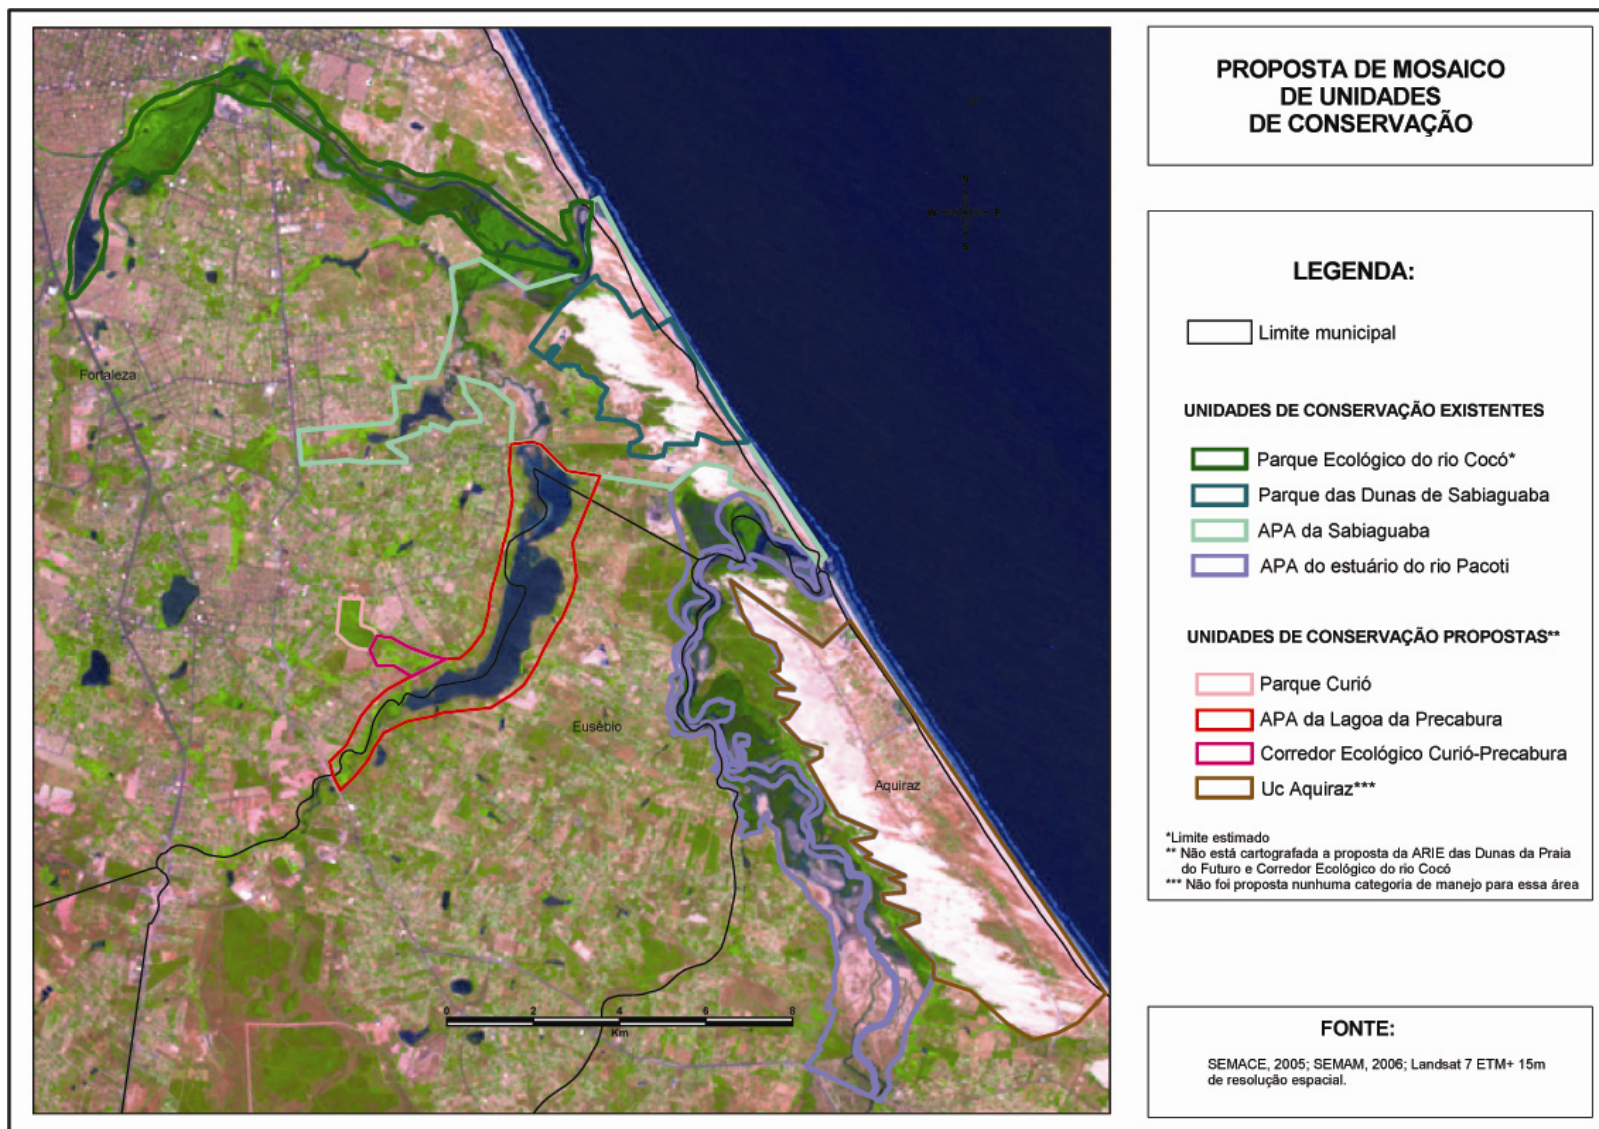 PROPOSTA DE MOSAICO
DE UNIDADES
DE CONSERVAÇÃO
N
W
E
S
LEGENDA:
Limite municipal
UNIDADES DE CONSERVAÇÃO EXISTENTES
Parque Ecológico do rio Cocó*
Parque das Dunas de Sabiaguaba
APA da Sabiaguaba
APA do estuário do rio Pacoti
UNIDADES DE CONSERVAÇÃO PROPOSTAS**
Parque Curió
APA da Lagoa da Precabura
Corredor Ecológico Curió-Precabura
Uc Aquiraz***
*Limite estimado
** Não está cartografada a proposta da ARIE das Dunas da Praia
do Futuro e Corredor Ecológico do rio Cocó
*** Não foi proposta nunhuma categoria de manejo para essa área
Fortaleza
Eusébio
Aquiraz
0 2 4 6 8
Km
FONTE:
SEMACE, 2005; SEMAM, 2006; Landsat 7 ETM+ 15m
de resolução espacial.